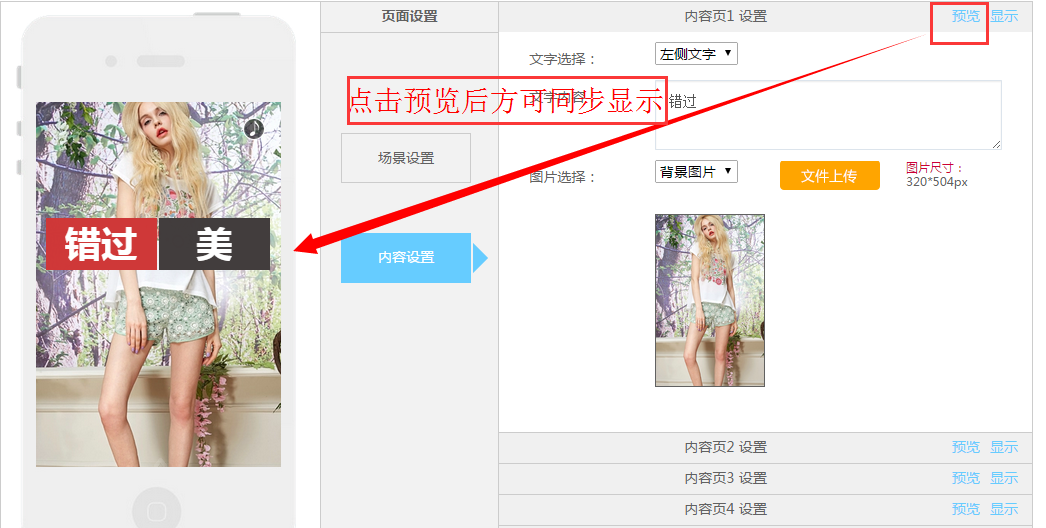 页面设置
内容页1 设置
预览 显示
文字选择：
左侧文字
点击预览后方可同步显示
文字内容：
错过
场景设置
图片选择：
背景图片
文件上传
图片尺寸：
320*504px
错过 美
内容设置
内容页2 设置
预览 显示
内容页3 设置
预览 显示
内容页4 设置
预览 显示